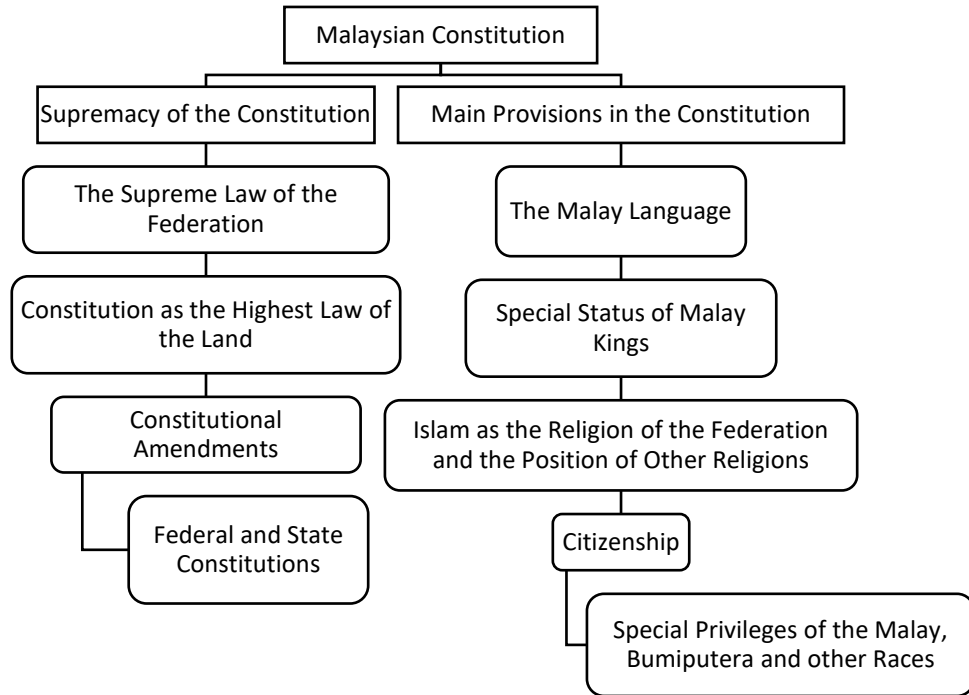 Malaysian Constitution
Supremacy of the Constitution
Main Provisions in the Constitution
The Supreme Law of the
Federation
The Malay Language
Constitution as the Highest Law of
the Land
Special Status of Malay
Kings
Constitutional
Amendments
Islam as the Religion of the Federation
and the Position of Other Religions
Federal and State
Constitutions
Citizenship
Special Privileges of the Malay,
Bumiputera and other Races